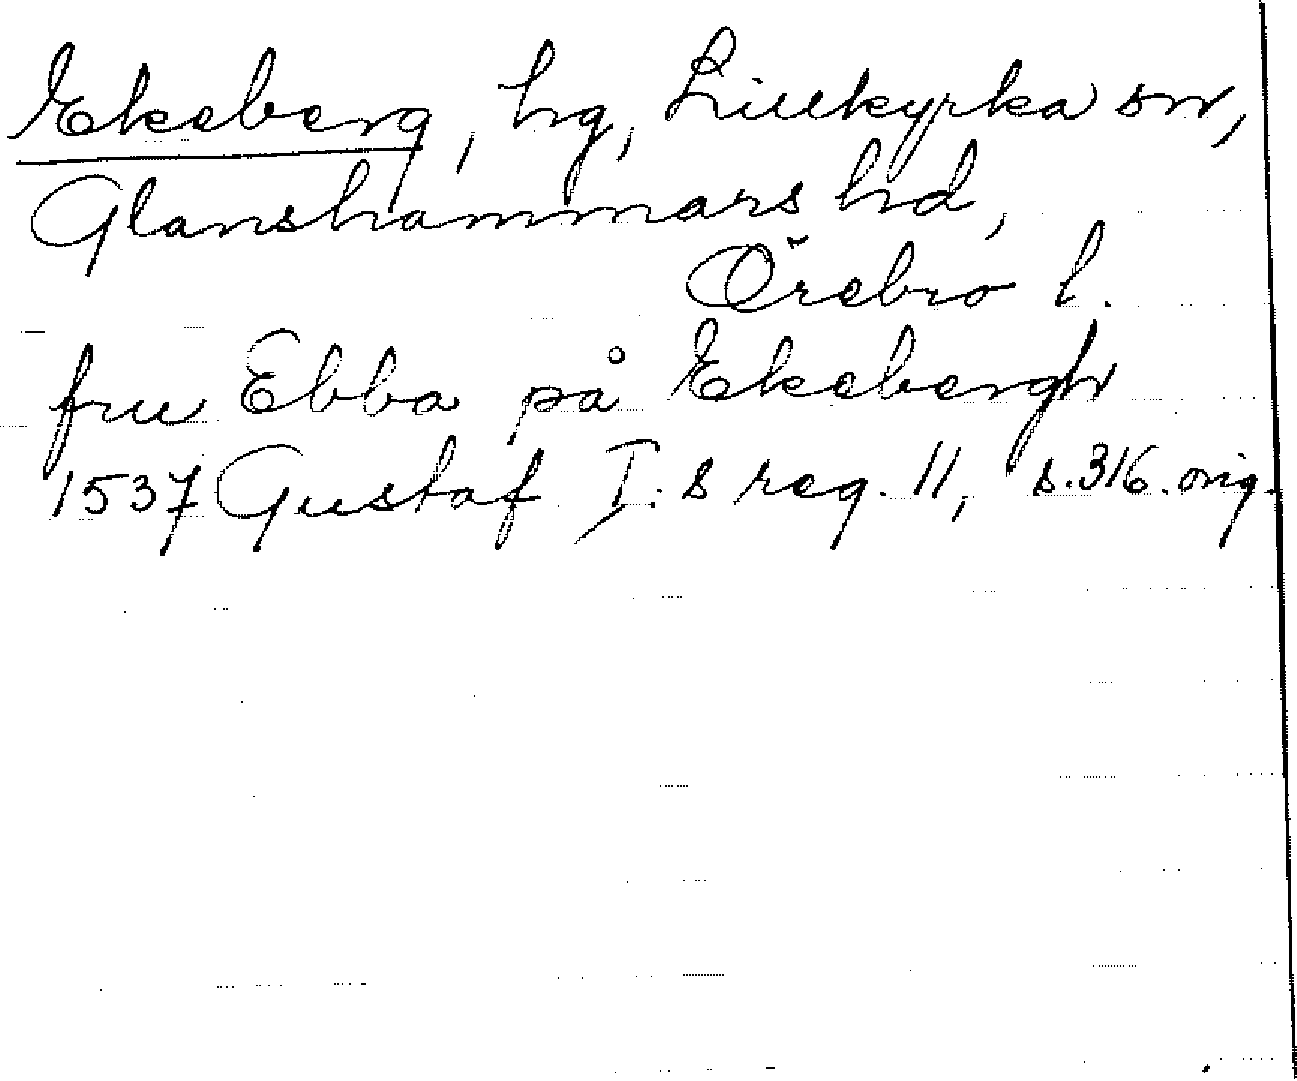 Ekeberg, hg, Lillkyrka sn,
Glanshammars hd,
Örebro l.
fru Ebba på Ekebergh
1537 Gustaf I:s reg. 11, s. 316. orig.